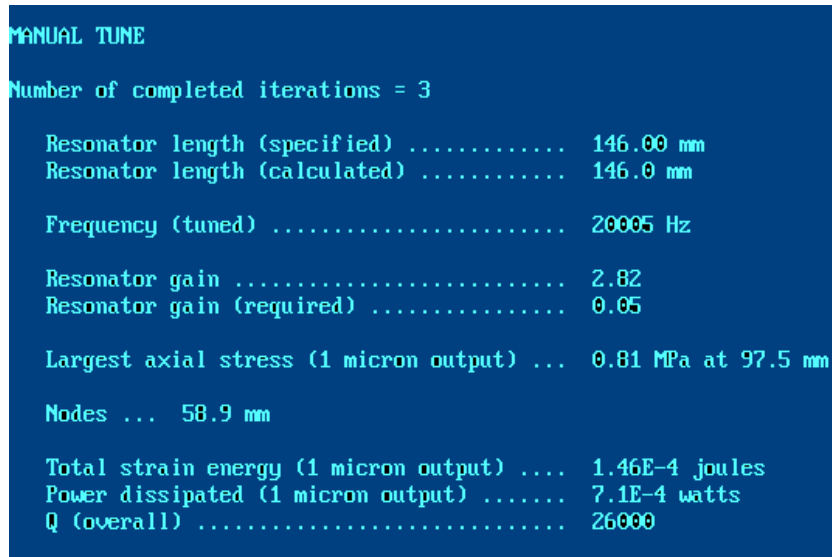 MANUAL TUNE
Number of completed iterations = 3
Resonator length (specified) ............. 146.00 mm
Resonator length (calculated) ............ 146.0 mm
Frequency (tuned) ........................ 20005 Hz
Resonator gain ........................... 2.82
Resonator gain (required) ................ 0.05
Largest axial stress (1 micron output) ... 0.81 MPa at 97.5 mm
Nodes ... 58.9 mm
Total strain energy (1 micron output) .... 1.46E-4 joules
Power dissipated (1 micron output) ....... 7.1E-4 watts
Q (overall) .............................. 26000